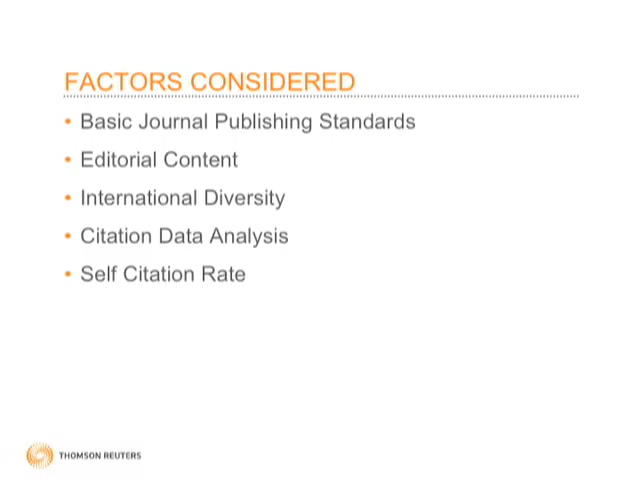 FACTORS CONSIDERED
• Basic Journal Publishing Standards
• Editorial Content
• International Diversity
• Citation Data Analysis
• Self Citation Rate
THOMSON REUTERS